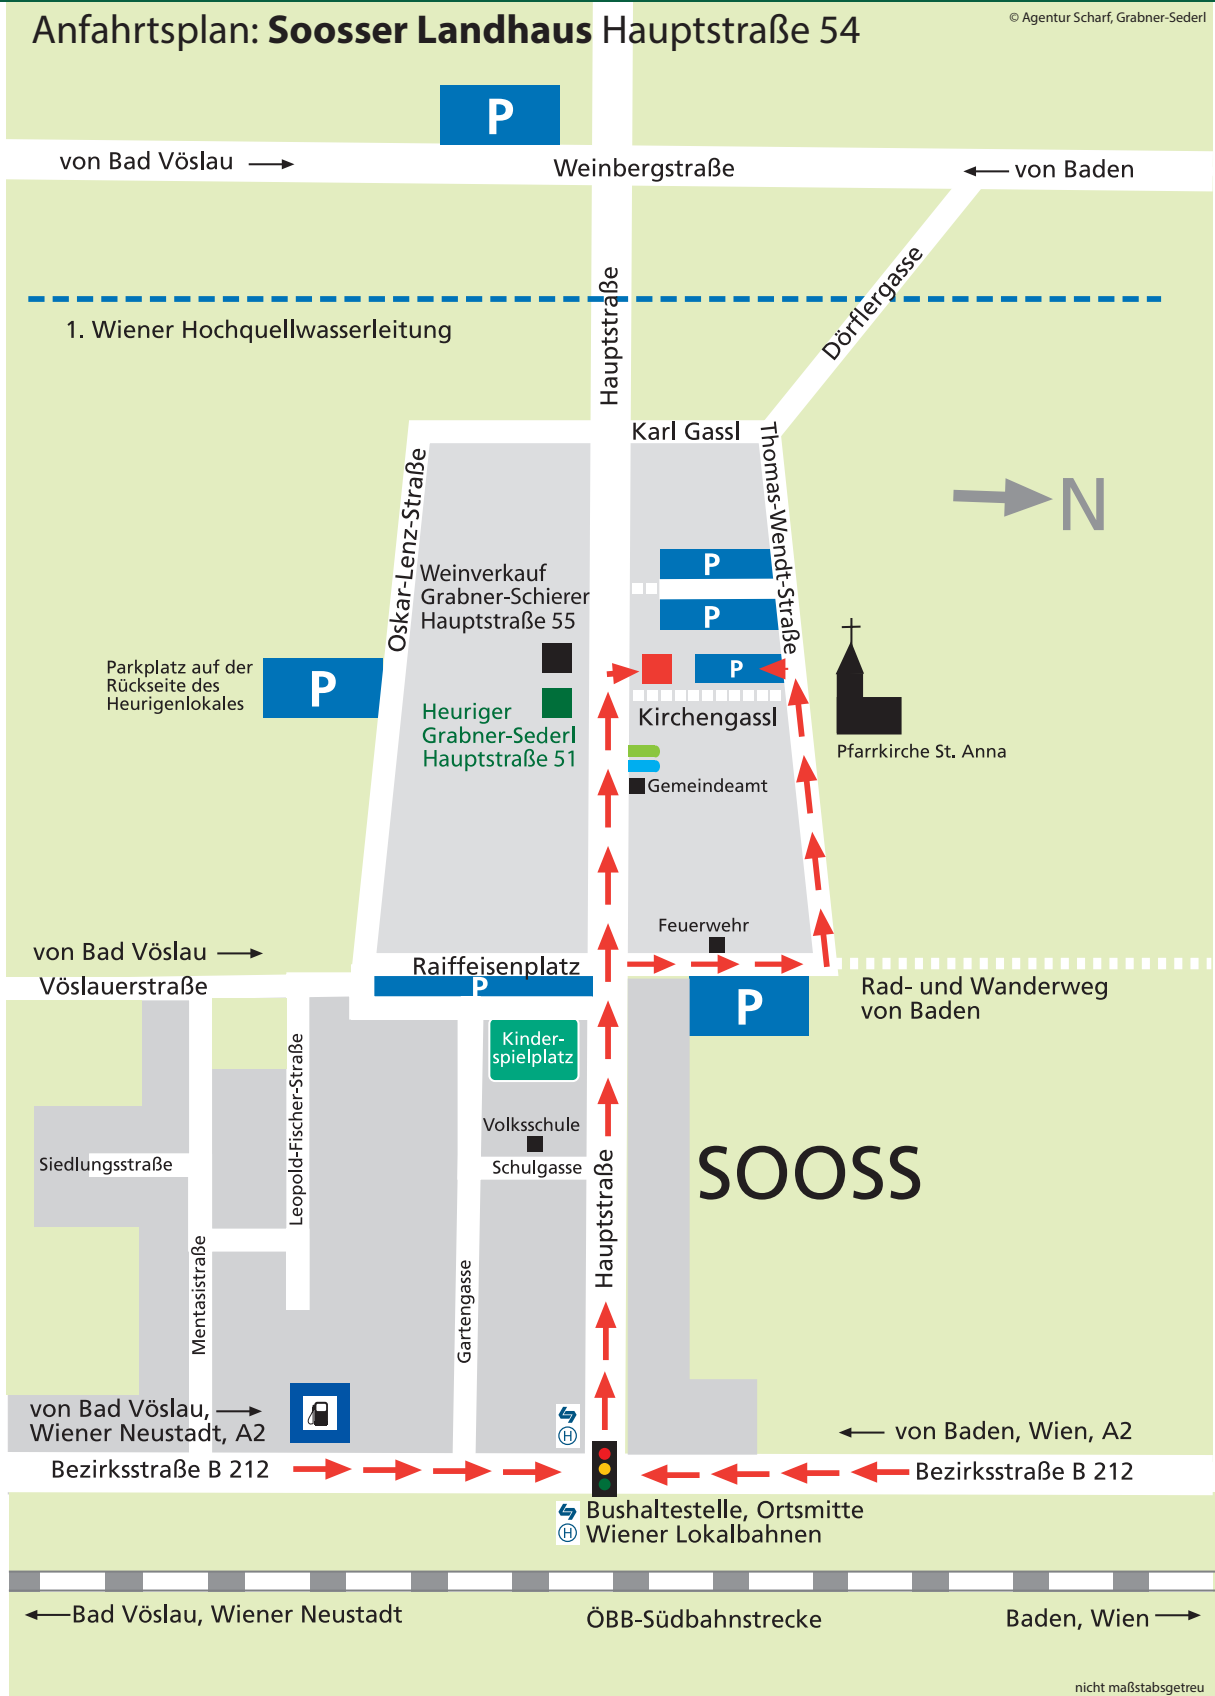 © Agentur Scharf, Grabner-Sederl
Anfahrtsplan: Soosser Landhaus Hauptstraße 54
P
von Bad Vöslau
Weinbergstraße
von Baden
Dörflergasse
Hauptstraße
1. Wiener Hochquellwasserleitung
Karl Gassl
Thomas-Wendt-Straße
Oskar-Lenz-Straße
N
P
Weinverkauf
Grabner-Schierer
Hauptstraße 55
P
Parkplatz auf der
Rückseite des
Heurigenlokales
P
P
Heuriger
Grabner-Sederl
Hauptstraße 51
Kirchengassl
Pfarrkirche St. Anna
Gemeindeamt
Feuerwehr
von Bad Vöslau
Raiffeisenplatz
Vöslauerstraße
P
P
Rad- und Wanderweg
von Baden
Kinder-
spielplatz
Leopold-Fischer-Straße
Volksschule
Siedlungsstraße
Schulgasse
SOOSS
Hauptstraße
Mentasistraße
Gartengasse
von Bad Vöslau,
Wiener Neustadt, A2
H
von Baden, Wien, A2
Bezirksstraße B 212
Bezirksstraße B 212
H
Bushaltestelle, Ortsmitte
Wiener Lokalbahnen
Bad Vöslau, Wiener Neustadt
ÖBB-Südbahnstrecke
Baden, Wien
nicht maßstabsgetreu